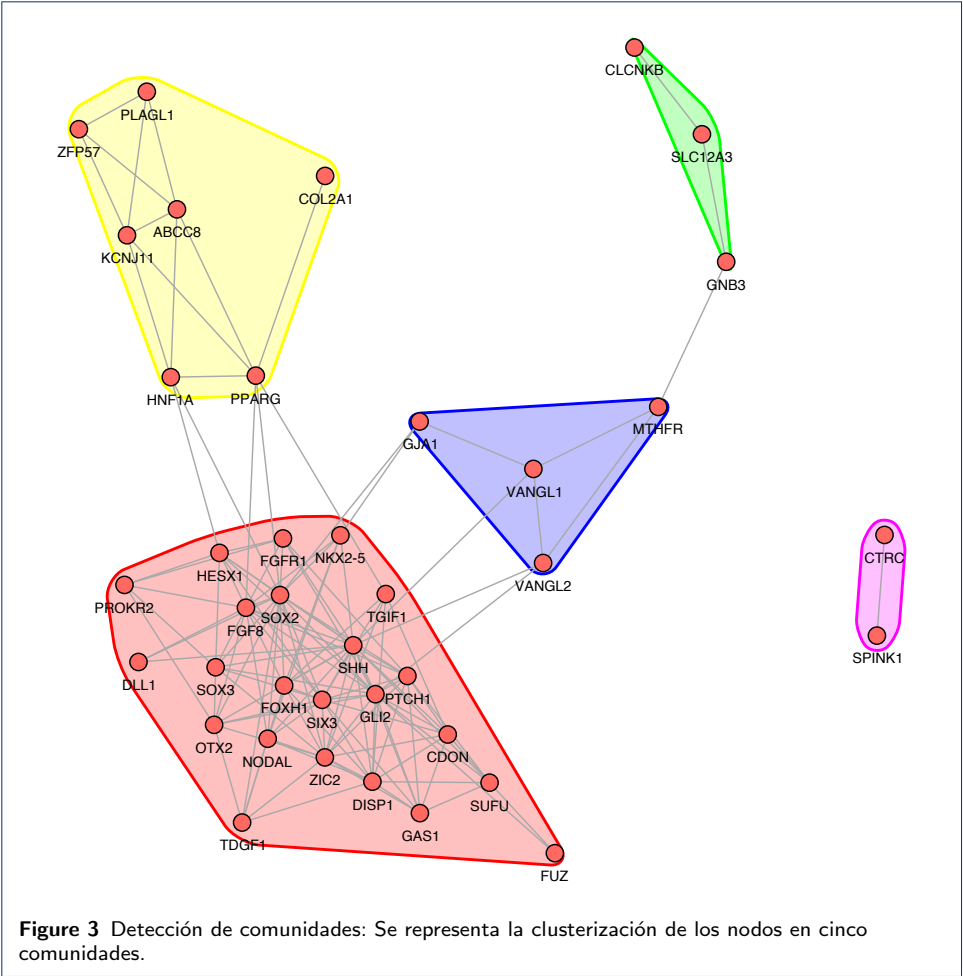 CLCNKB
PLAGL1
ZFP57
SLC12A3
COL2A1
ABCC8
KCNJ11
GNB3
HNF1A
PPARG
MTHFR
GJA1
VANGL1
NKX2-5
FGFR1
CTRC
HESX1
VANGL2
PROKR2
TGIF1
SOX2
FGF8
SPINK1
SHH
DLL1
SOX3
PTCH1
FOXH1
GLI2
SIX3
OTX2
CDON
NODAL
ZIC2
DISP1
SUFU
GAS1
TDGF1
FUZ
Figure 3 Detección de comunidades: Se representa la clusterización de los nodos en cinco
comunidades.